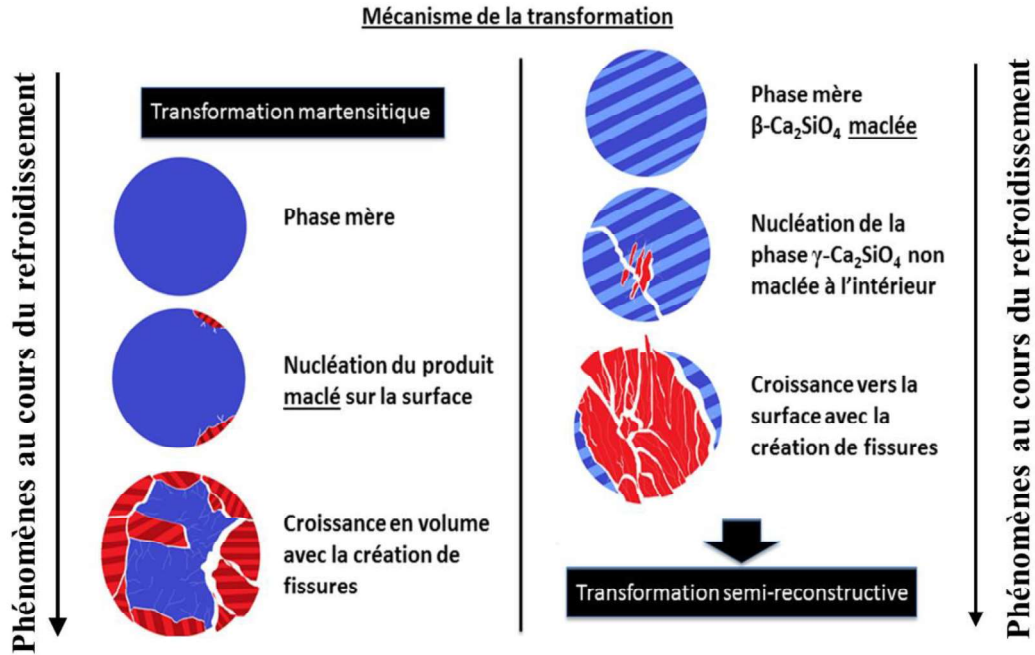 Mécanisme de la transformation
Phénomènes au cours du refroidissement
Transformation martensitique
Phase mère
Nucléation du produit
maclé sur la surface
Croissance en volume
avec la création de
fissures
Phase mère
β-Ca₂SiO₄ maclée
Nucléation de la
phase γ-Ca₂SiO₄ non
maclée à l'intérieur
Croissance vers la
surface avec la
création de fissures
Transformation semi-reconstructive
Phénomènes au cours du refroidissement